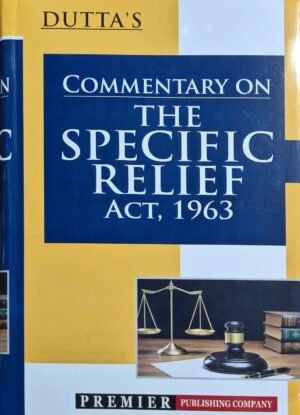 DUTTA'S
COMMENTARY ON
THE
SPECIFIC
RELIEF
ACT, 1963
N
C
PREMIER PUBLISHING COMPANY